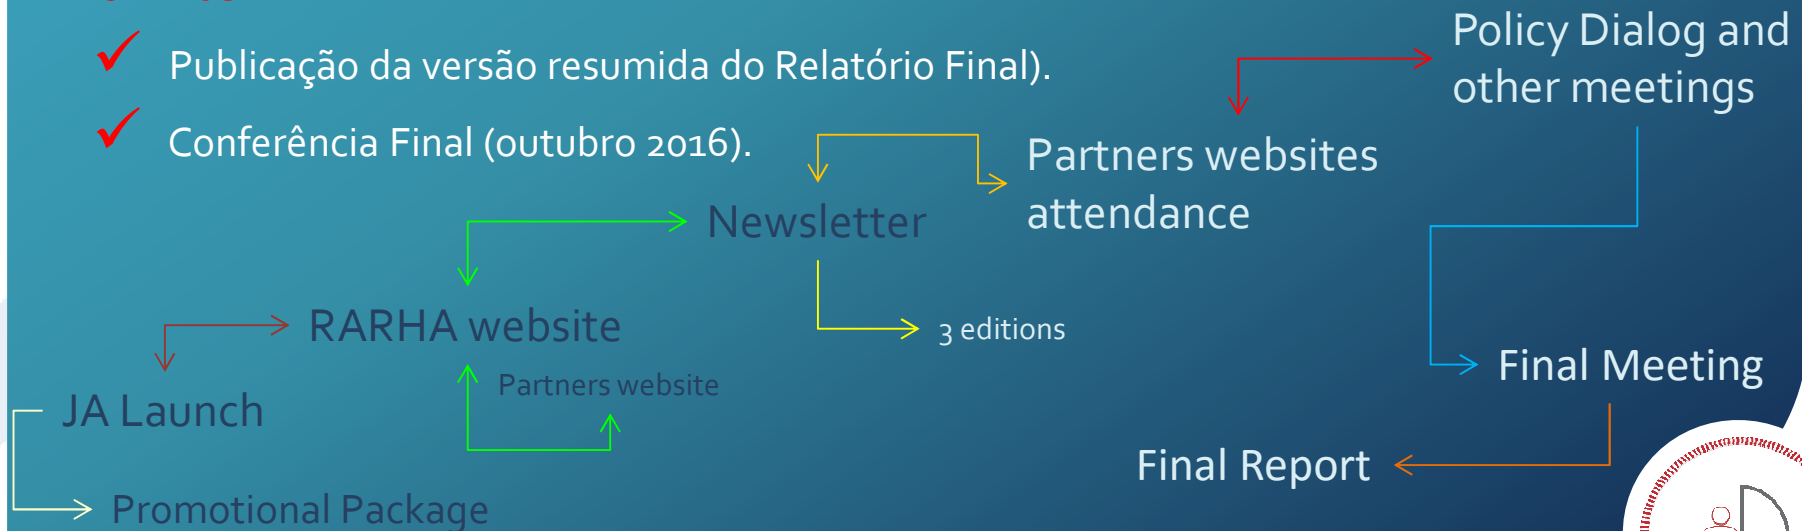 Publicação da versão resumida do Relatório Final).
Conferência Final (outubro 2016).
Policy Dialog and
other meetings
Partners websites
attendance
Newsletter
3 editions
RARHA website
Partners website
JA Launch
Promotional Package
Final Meeting
Final Report